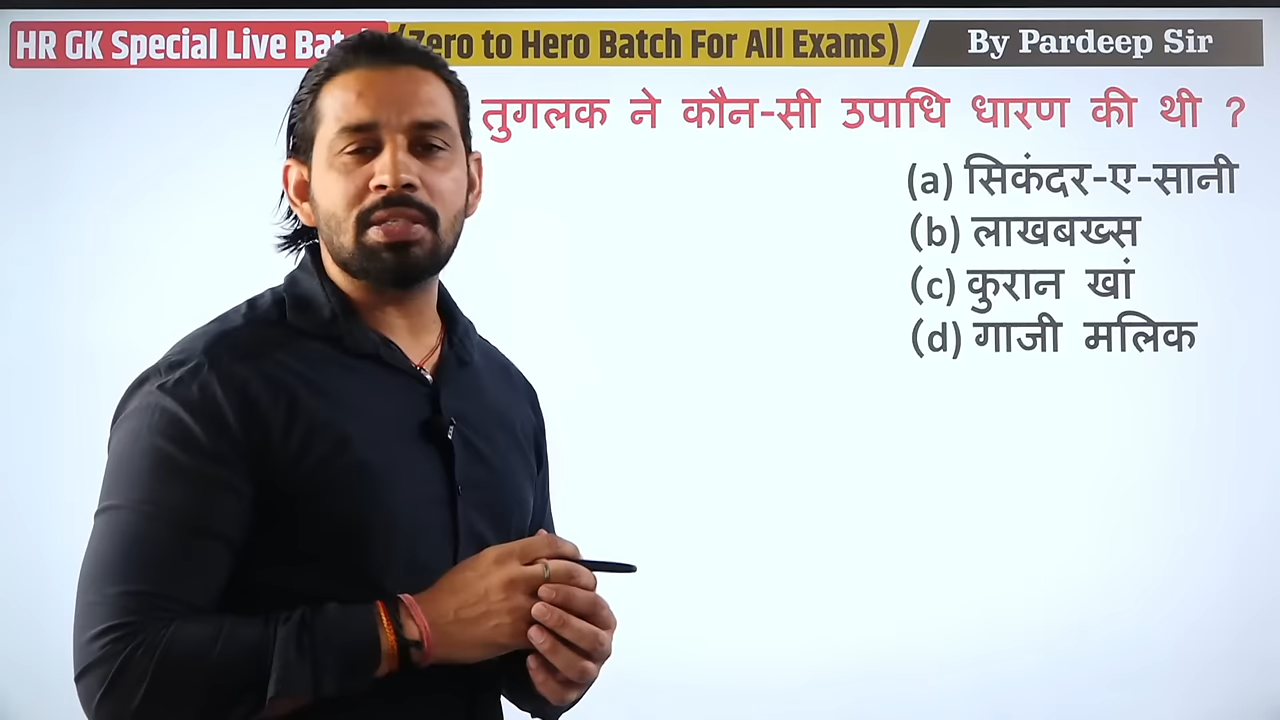 HR GK Special Live Batch (Zero to Hero Batch For All Exams) By Pardeep Sir
तुगलक ने कौन-सी उपाधि धारण की थी ?
(a) सिकंदर-ए-सानी
(b) लाखबख्स
(c) कुरान खां
(d) गाजी मलिक